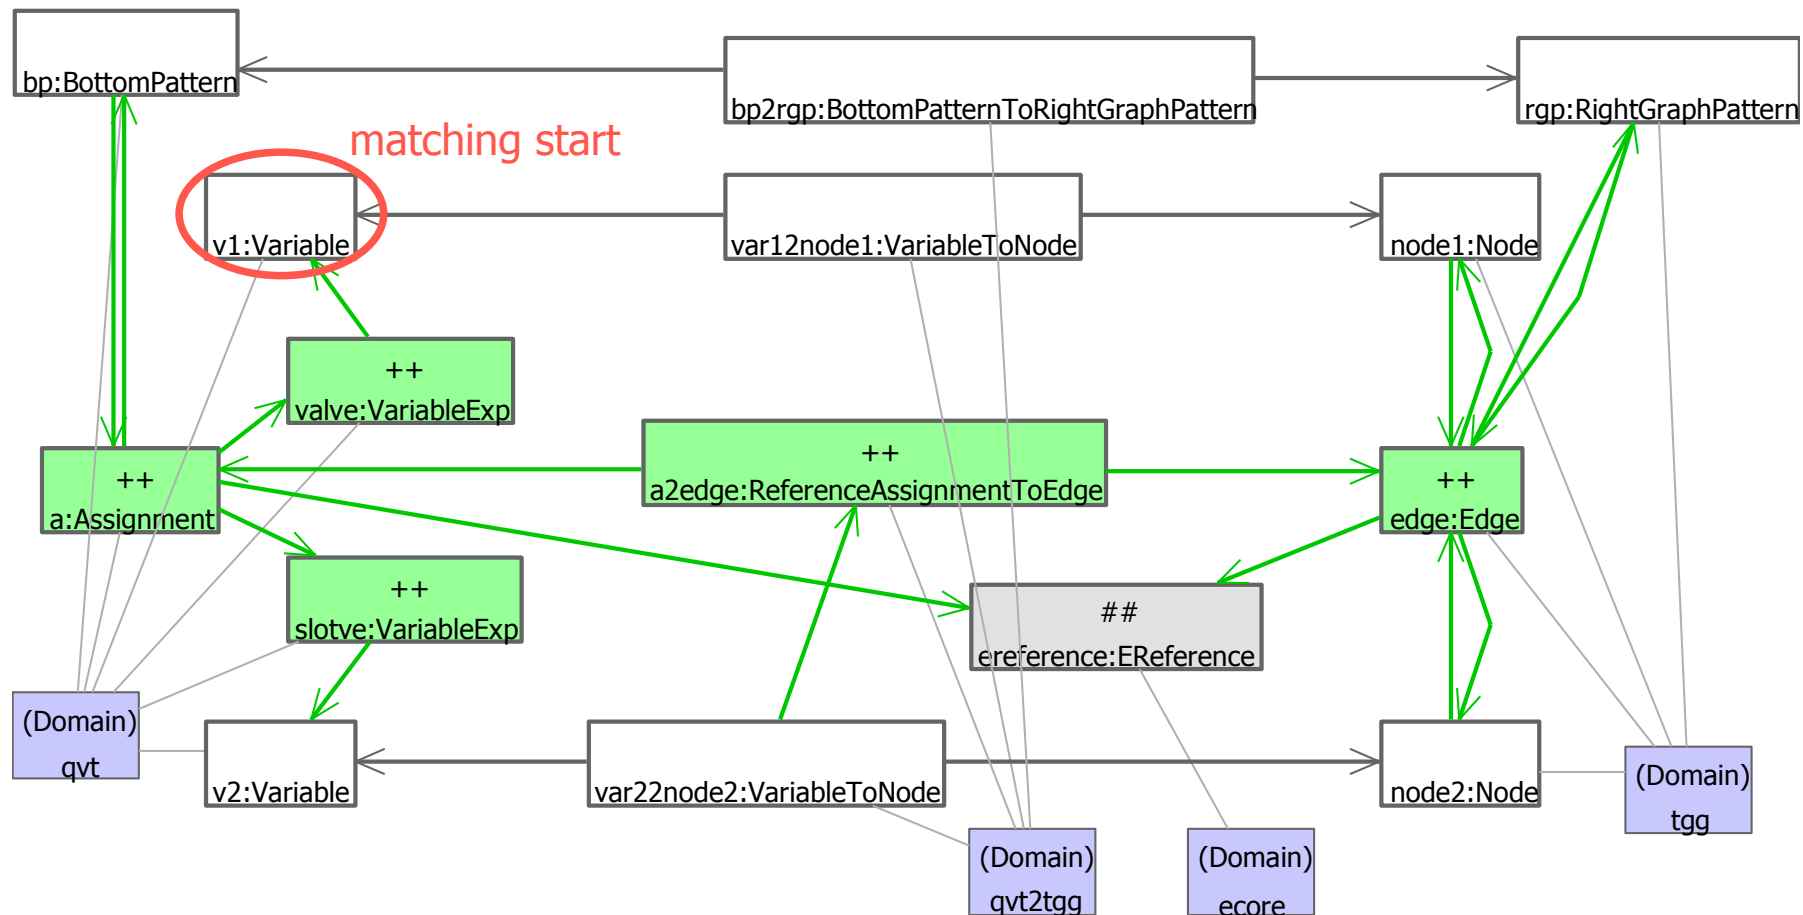 bp:BottomPattern
bp2rgp:BottomPatternToRightGraphPattern
rgp:RightGraphPattern
matching start
v1:Variable
var12node1:VariableToNode
node1:Node
++
valve:VariableExp
++
a:Assignment
++
a2edge:ReferenceAssignmentToEdge
++
edge:Edge
++
slotve:VariableExp
##
ereference:EReference
(Domain)
qvt
v2:Variable
var22node2:VariableToNode
node2:Node
(Domain)
tgg
(Domain)
qvt2tgg
(Domain)
ecore